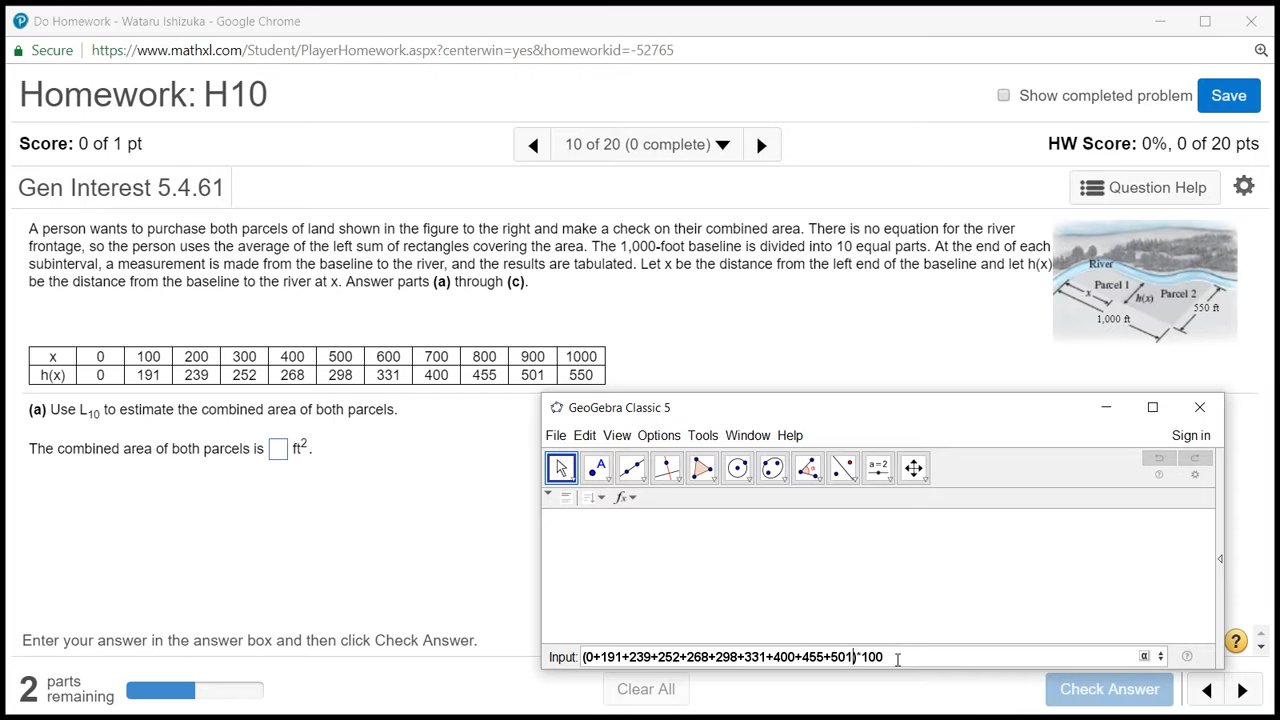 Do Homework - Wataru Ishizuka - Google Chrome
Secure https://www.mathxl.com/Student/PlayerHomework.aspx?centerwin=yes&homeworkid=-52765
Homework: H10
Show completed problem
Save
Score: 0 of 1 pt
10 of 20 (0 complete)
HW Score: 0%, 0 of 20 pts
Gen Interest 5.4.61
Question Help
A person wants to purchase both parcels of land shown in the figure to the right and make a check on their combined area. There is no equation for the river
frontage, so the person uses the average of the left sum of rectangles covering the area. The 1,000-foot baseline is divided into 10 equal parts. At the end of each
subinterval, a measurement is made from the baseline to the river, and the results are tabulated. Let x be the distance from the left end of the baseline and let h(x)
be the distance from the baseline to the river at x. Answer parts (a) through (c).
River
Parcel 1
x
h(x)
Parcel 2
550 ft
1,000 ft
x 0 100 200 300 400 500 600 700 800 900 1000
h(x) 0 191 239 252 268 298 331 400 455 501 550
(a) Use L10 to estimate the combined area of both parcels.
The combined area of both parcels is ft2.
GeoGebra Classic 5
File Edit View Options Tools Window Help
Sign in
A
a=2
fx
Input: (0+191+239+252+268+298+331+400+455+501)*100
α
Enter your answer in the answer box and then click Check Answer.
?
2 parts
remaining
Clear All
Check Answer